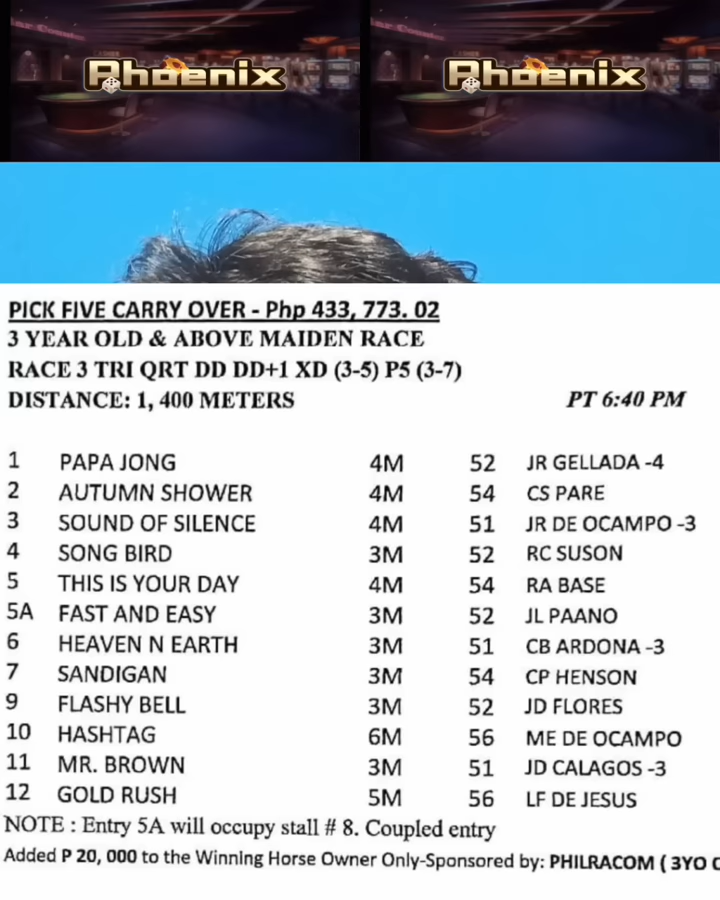 Phoenix Phoenix
PICK FIVE CARRY OVER - Php 433, 773. 02
3 YEAR OLD & ABOVE MAIDEN RACE
RACE 3 TRI QRT DD DD+1 XD (3-5) P5 (3-7)
DISTANCE: 1, 400 METERS PT 6:40 PM
1 PAPA JONG 4M 52 JR GELLADA -4
2 AUTUMN SHOWER 4M 54 CS PARE
3 SOUND OF SILENCE 4M 51 JR DE OCAMPO -3
4 SONG BIRD 3M 52 RC SUSON
5 THIS IS YOUR DAY 4M 54 RA BASE
5A FAST AND EASY 3M 52 JL PAANO
6 HEAVEN N EARTH 3M 51 CB ARDONA -3
7 SANDIGAN 3M 54 CP HENSON
9 FLASHY BELL 3M 52 JD FLORES
10 HASHTAG 6M 56 ME DE OCAMPO
11 MR. BROWN 3M 51 JD CALAGOS -3
12 GOLD RUSH 5M 56 LF DE JESUS
NOTE : Entry 5A will occupy stall # 8. Coupled entry
Added P 20, 000 to the Winning Horse Owner Only-Sponsored by: PHILRACOM ( 3YO